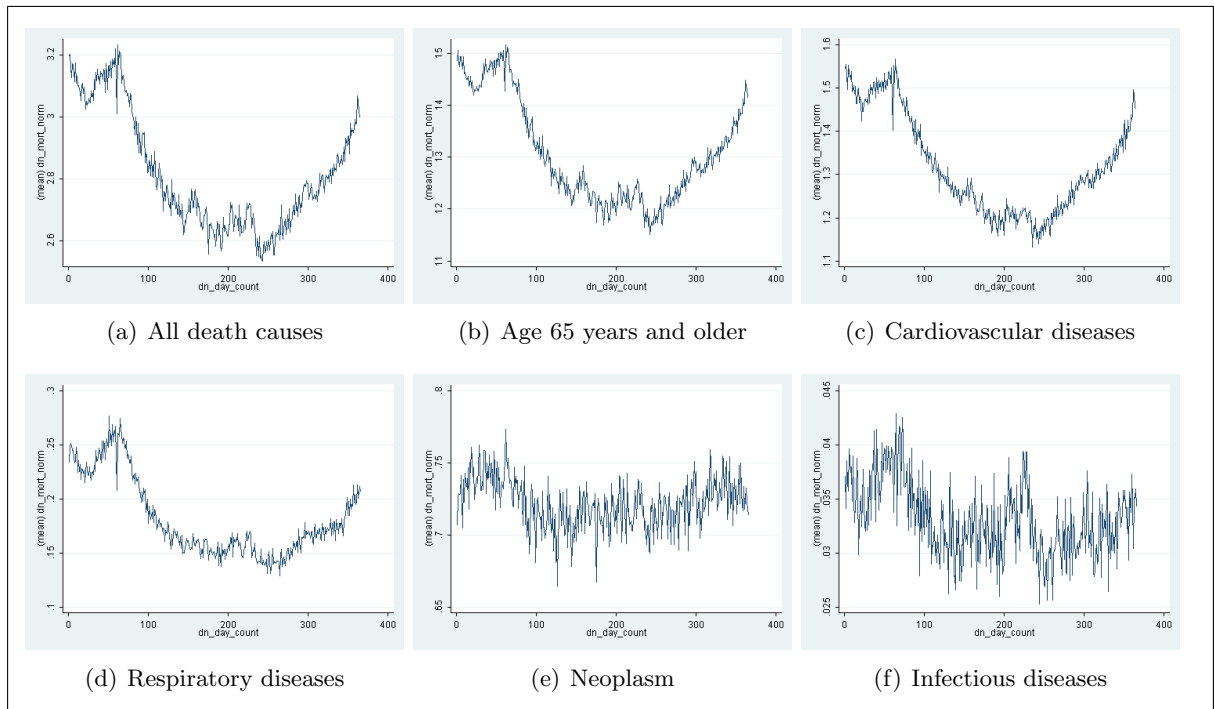 (mean) dn_mort_norm
3.2
3
2.8
2.6
0 100 200 300 400
dn_day_count
(a) All death causes
(mean) dn_mort_norm
15
14
13
12
11
0 100 200 300 400
dn_day_count
(b) Age 65 years and older
(mean) dn_mort_norm
1.6
1.5
1.4
1.3
1.2
1.1
0 100 200 300 400
dn_day_count
(c) Cardiovascular diseases
(mean) dn_mort_norm
.3
.25
.2
.15
.1
0 100 200 300 400
dn_day_count
(d) Respiratory diseases
(mean) dn_mort_norm
.8
.75
.7
.65
0 100 200 300 400
dn_day_count
(e) Neoplasm
(mean) dn_mort_norm
.045
.04
.035
.03
.025
0 100 200 300 400
dn_day_count
(f) Infectious diseases